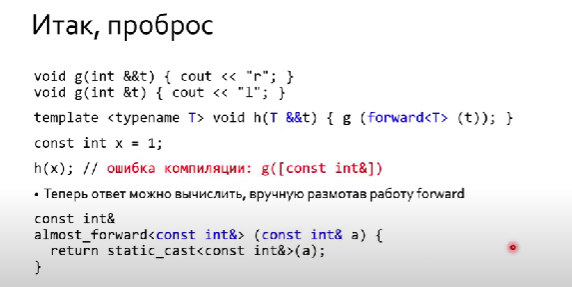 Итак, проброс
void g(int &&t) { cout << "r"; }
void g(int &t) { cout << "l"; }
template <typename T> void h(T &&t) { g (forward<T> (t)); }
const int x = 1;
h(x); // ошибка компиляции: g([const int&])
• Теперь ответ можно вычислить, вручную размотав работу forward
const int&
almost_forward<const int&> (const int& a) {
return static_cast<const int&>(a);
}